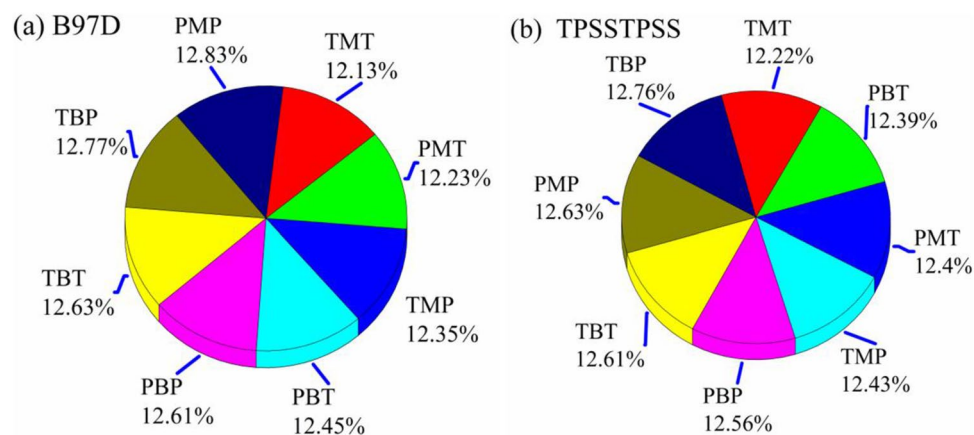 (a) B97D
PMP
12.83%
TMT
12.13%
PMT
12.23%
TMP
12.35%
PBT
12.45%
PBP
12.61%
TBT
12.63%
TBP
12.77%
(b) TPSSTPSS
TMT
12.22%
PBT
12.39%
PMT
12.4%
TMP
12.43%
PBP
12.56%
TBT
12.61%
PMP
12.63%
TBP
12.76%